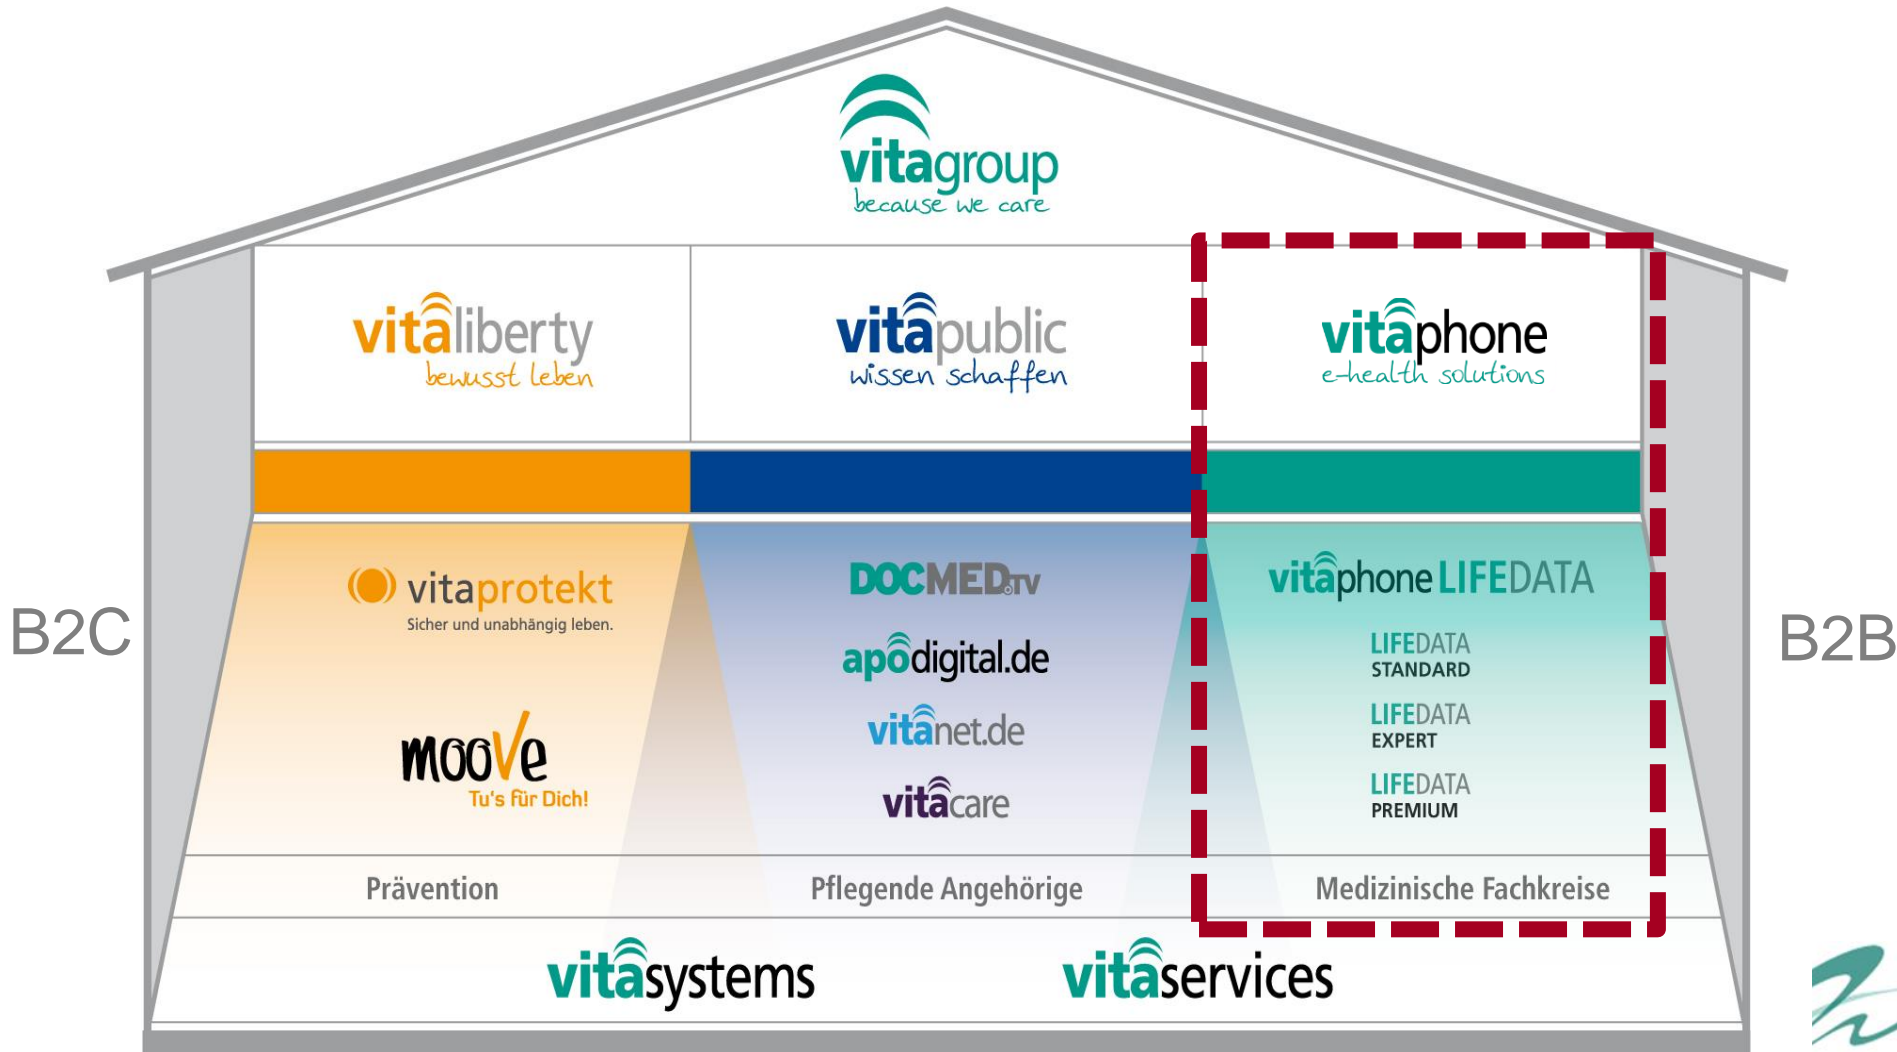 vitagroup
because we care
vitaliberty
bewusst leben
vitapublic
wissen schaffen
vitaphone
e-health solutions
B2C
vitaprotekt
Sicher und unabhängig leben.
mooVe
Tu's für Dich!
DOCMED.TV
apodigital.de
vitanet.de
vitacare
vitaphone LIFEDATA
LIFEDATA
STANDARD
LIFEDATA
EXPERT
LIFEDATA
PREMIUM
B2B
Prävention
Pflegende Angehörige
Medizinische Fachkreise
vitasystems
vitaservices